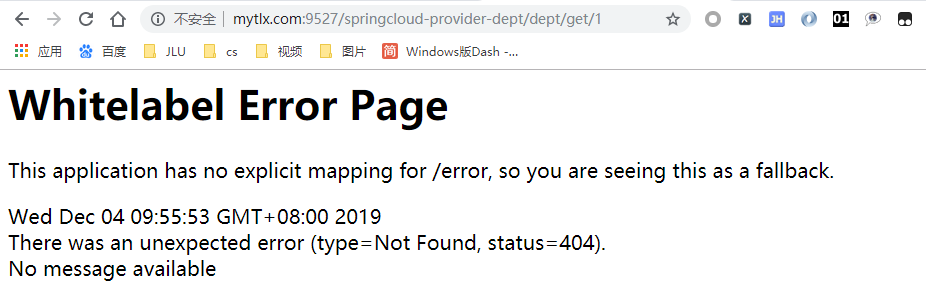 不安全 | mytlx.com:9527/springcloud-provider-dept/dept/get/1
X JH 01
应用 百度 JLU cs 视频 图片 简 Windows版Dash -...
Whitelabel Error Page
This application has no explicit mapping for /error, so you are seeing this as a fallback.
Wed Dec 04 09:55:53 GMT+08:00 2019
There was an unexpected error (type=Not Found, status=404).
No message available